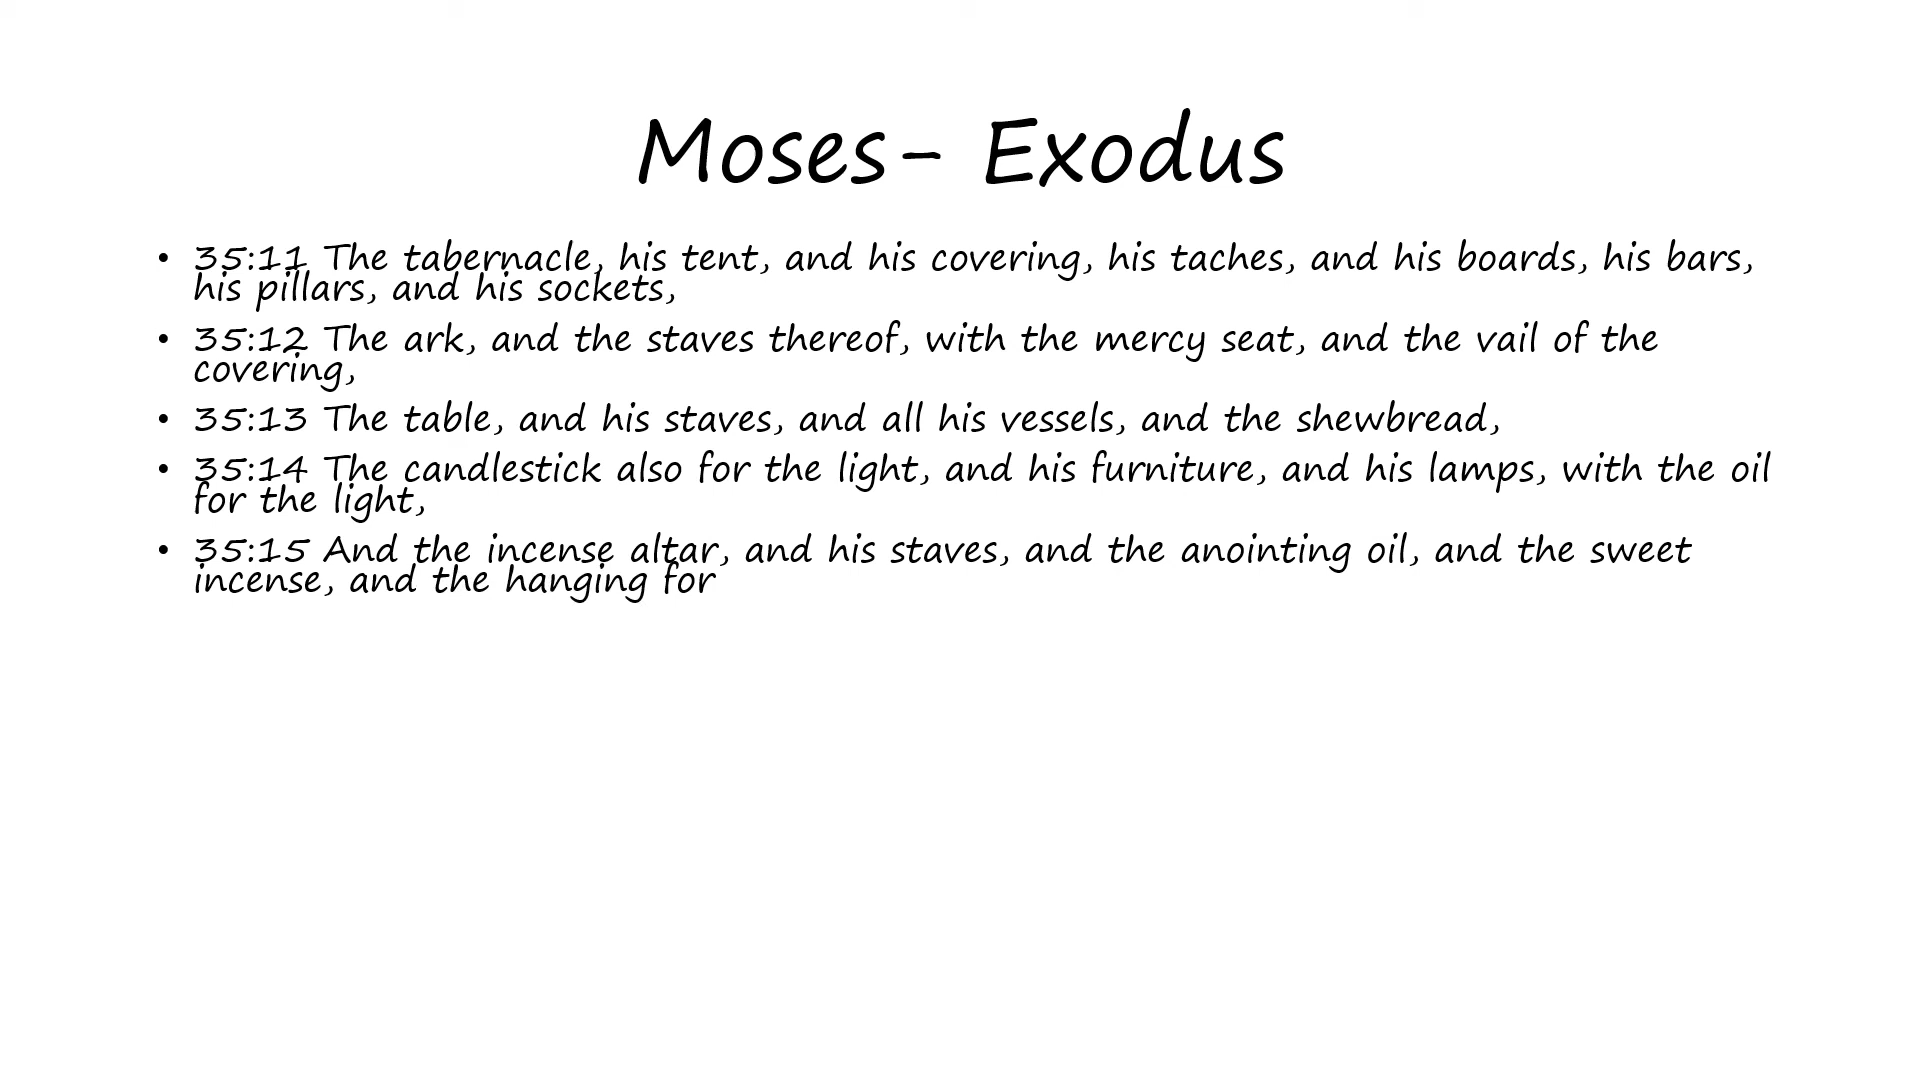 Moses- Exodus
• 35:11 The tabernacle, his tent, and his covering, his taches, and his boards, his bars,
his pillars, and his sockets,
• 35:12 The ark, and the staves thereof, with the mercy seat, and the vail of the
covering,
• 35:13 The table, and his staves, and all his vessels, and the shewbread,
• 35:14 The candlestick also for the light, and his furniture, and his lamps, with the oil
for the light,
• 35:15 And the incense altar, and his staves, and the anointing oil, and the sweet
incense, and the hanging for